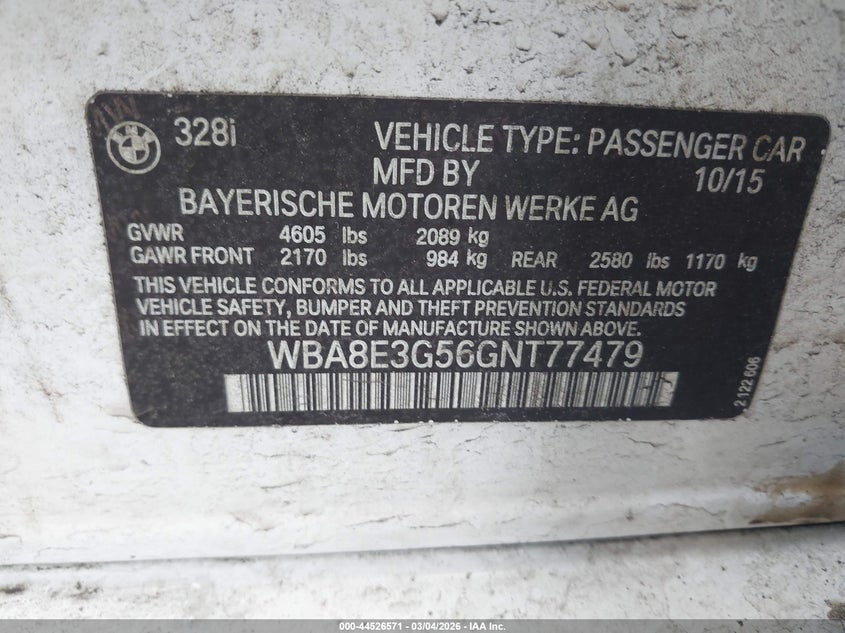 328i VEHICLE TYPE: PASSENGER CAR
MFD BY 10/15
BAYERISCHE MOTOREN WERKE AG
GVWR 4605 lbs 2089 kg
GAWR FRONT 2170 lbs 984 kg REAR 2580 lbs 1170 kg
THIS VEHICLE CONFORMS TO ALL APPLICABLE U.S. FEDERAL MOTOR
VEHICLE SAFETY, BUMPER AND THEFT PREVENTION STANDARDS
IN EFFECT ON THE DATE OF MANUFACTURE SHOWN ABOVE.
WBA8E3G56GNT77479
2 122 606
000-44526571 - 03/04/2026 - IAA Inc.